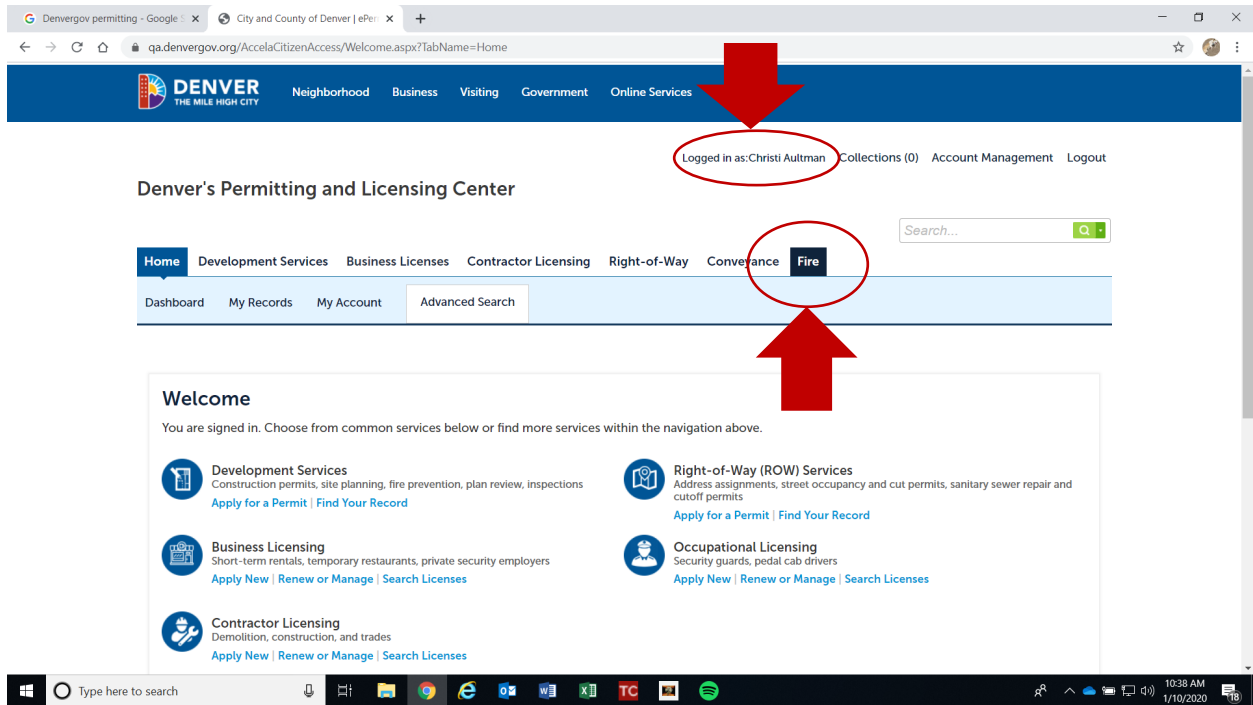 Denvergov permitting - Google S
City and County of Denver | ePer
qa.denvergov.org/AccelaCitizenAccess/Welcome.aspx?TabName=Home
DENVER
THE MILE HIGH CITY
Neighborhood Business Visiting Government Online Services
Logged in as:Christi Aultman Collections (0) Account Management Logout
Denver's Permitting and Licensing Center
Search...
Home Development Services Business Licenses Contractor Licensing Right-of-Way Conveyance Fire
Dashboard My Records My Account Advanced Search
Welcome
You are signed in. Choose from common services below or find more services within the navigation above.
Development Services
Construction permits, site planning, fire prevention, plan review, inspections
Apply for a Permit | Find Your Record
Right-of-Way (ROW) Services
Address assignments, street occupancy and cut permits, sanitary sewer repair and
cutoff permits
Apply for a Permit | Find Your Record
Business Licensing
Short-term rentals, temporary restaurants, private security employers
Apply New | Renew or Manage | Search Licenses
Occupational Licensing
Security guards, pedal cab drivers
Apply New | Renew or Manage | Search Licenses
Contractor Licensing
Demolition, construction, and trades
Apply New | Renew or Manage | Search Licenses
Type here to search
TC
10:38 AM
1/10/2020
18